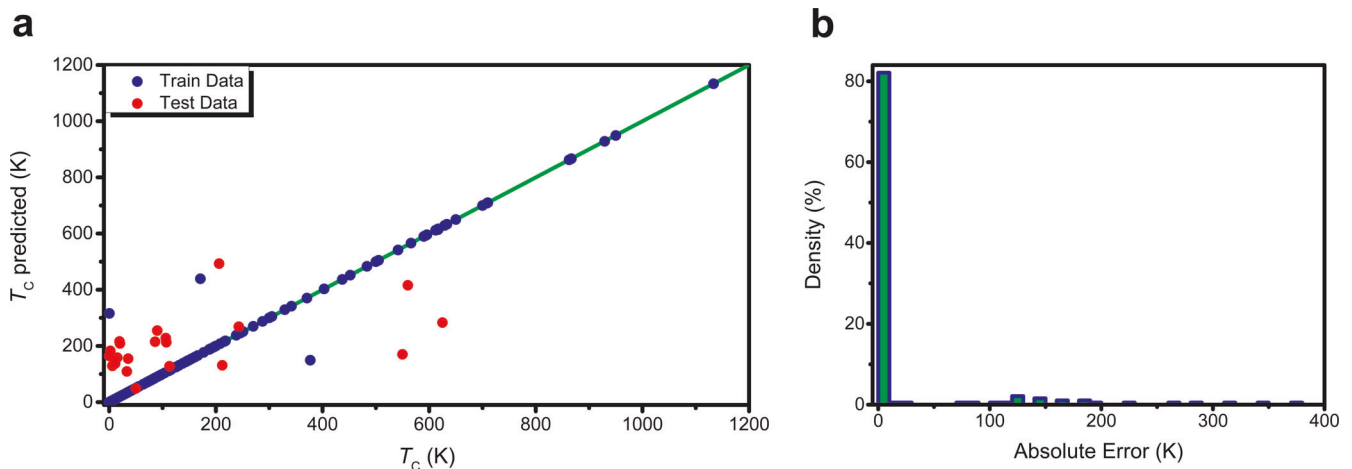 a
1200
1000
800
600
400
200
0
T_C predicted (K)
Train Data
Test Data
0 200 400 600 800 1000 1200
T_C (K)
b
80
60
40
20
0
Density (%)
0 100 200 300 400
Absolute Error (K)